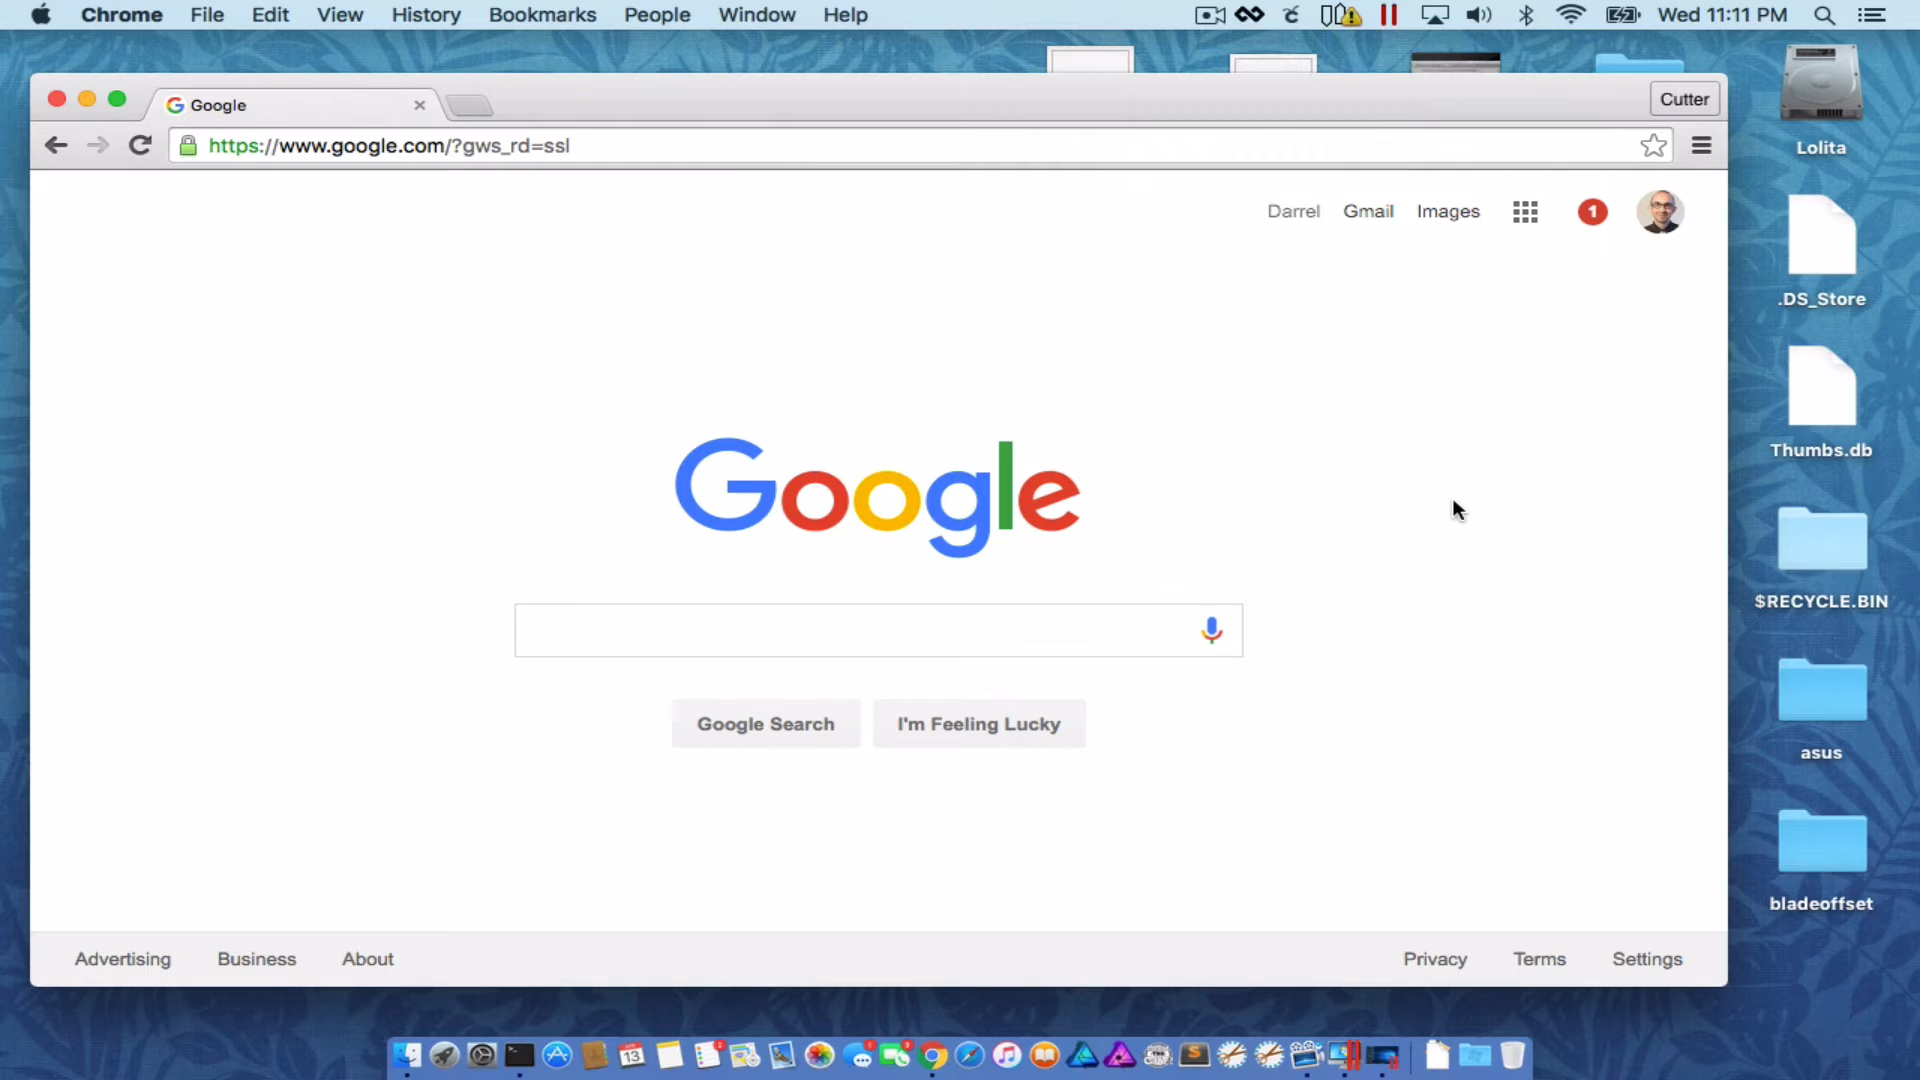 Chrome File Edit View History Bookmarks People Window Help Wed 11:11 PM
Google Cutter
https://www.google.com/?gws_rd=ssl
Lolita
Darrel Gmail Images 1
.DS_Store
Thumbs.db
Google
$RECYCLE.BIN
Google Search I'm Feeling Lucky
asus
bladeoffset
Advertising Business About Privacy Terms Settings
13